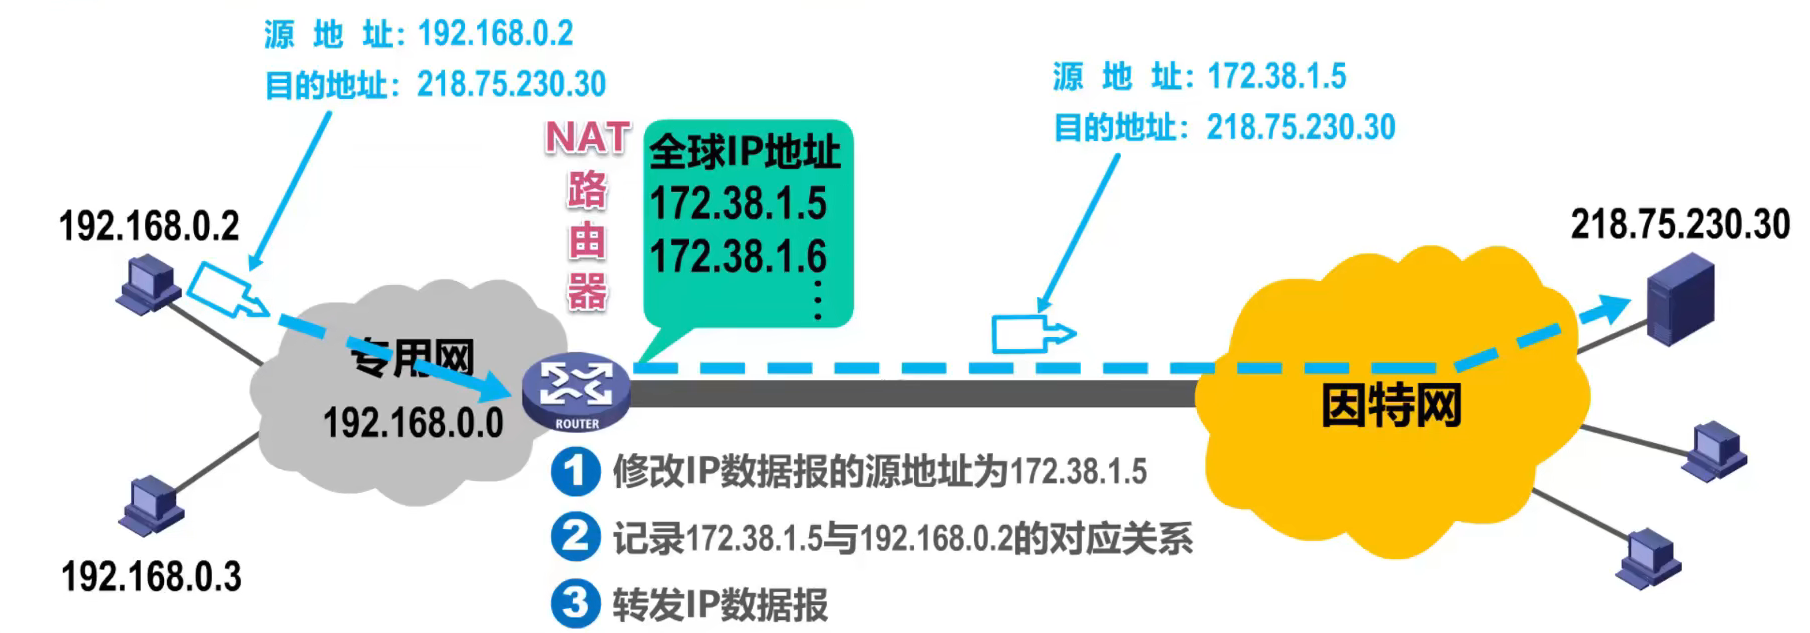 源 地 址：192.168.0.2
目的地址：218.75.230.30
源 地 址：172.38.1.5
目的地址：218.75.230.30
NAT
路
由
器
全球IP地址
172.38.1.5
172.38.1.6
⋮
192.168.0.2
218.75.230.30
专用网
192.168.0.0
ROUTER
因特网
192.168.0.3
1 修改IP数据报的源地址为172.38.1.5
2 记录172.38.1.5与192.168.0.2的对应关系
3 转发IP数据报